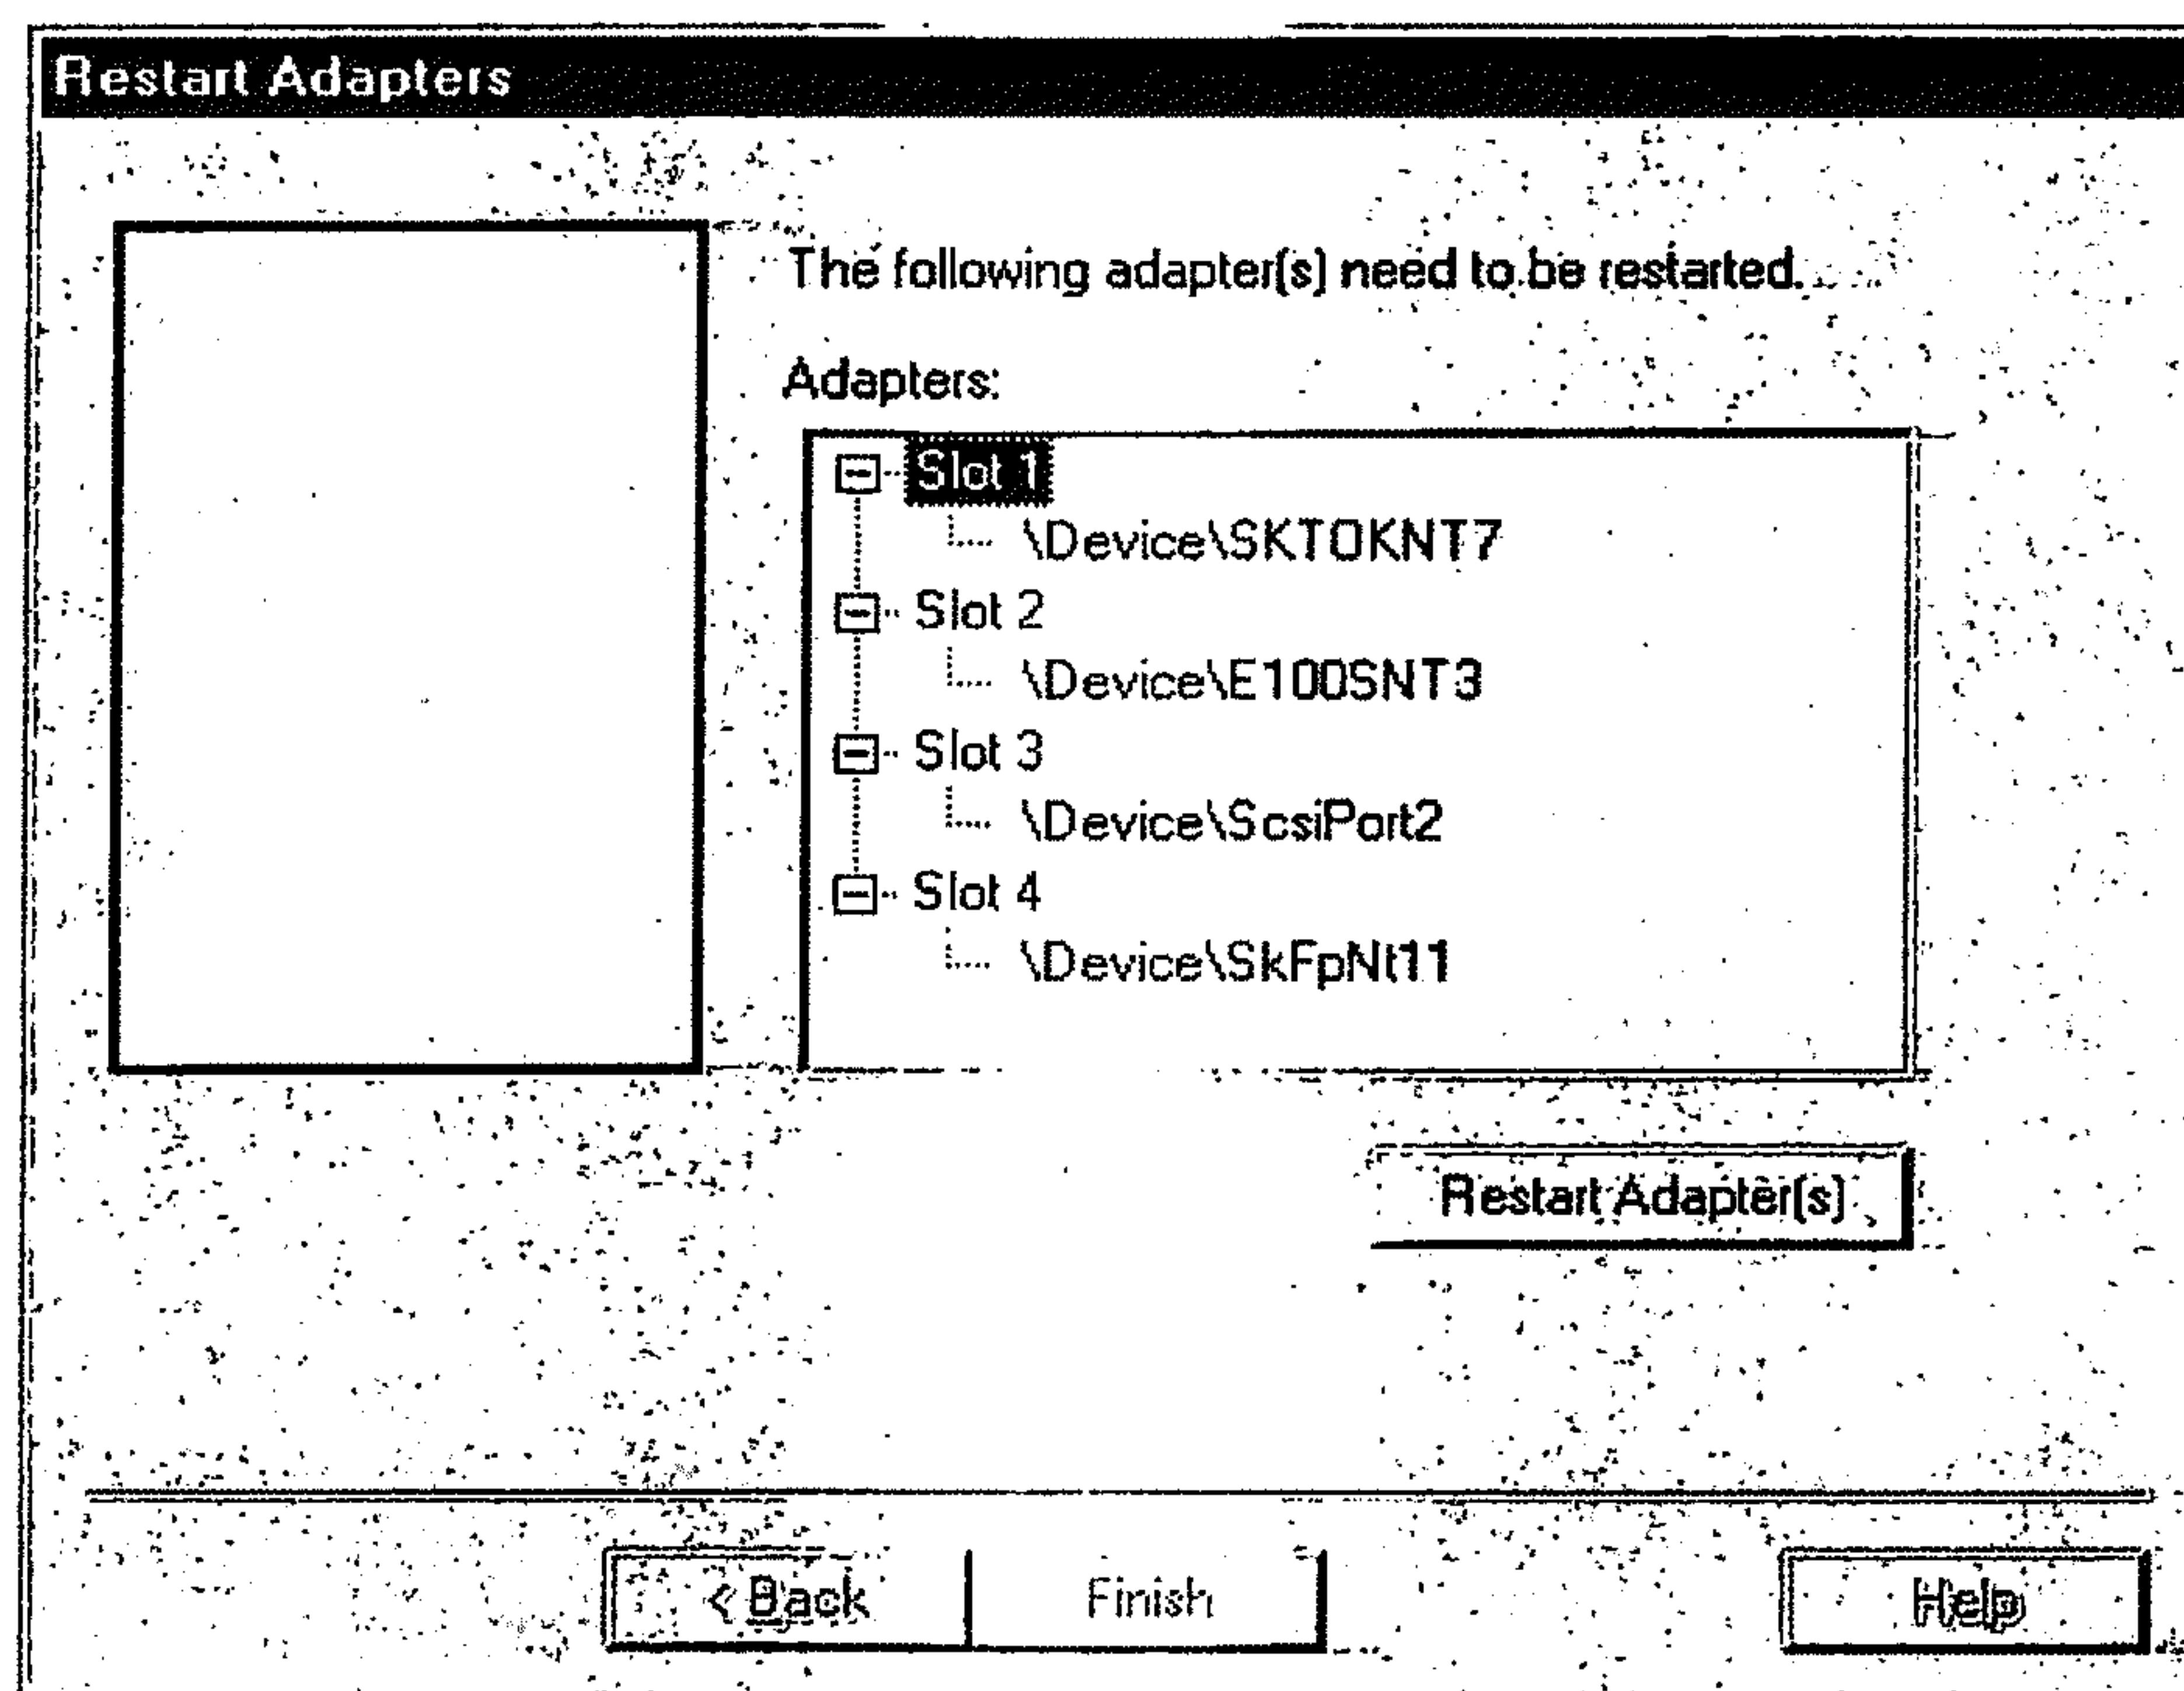 Restart Adapters
The following adapter(s) need to be restarted.
Adapters:
Slot 1
\Device\SKTOKNT7
Slot 2
\Device\E100SNT3
Slot 3
\Device\ScsiPort2
Slot 4
\Device\SkFpNt11
Restart Adapter(s)
< Back
Finish
Help